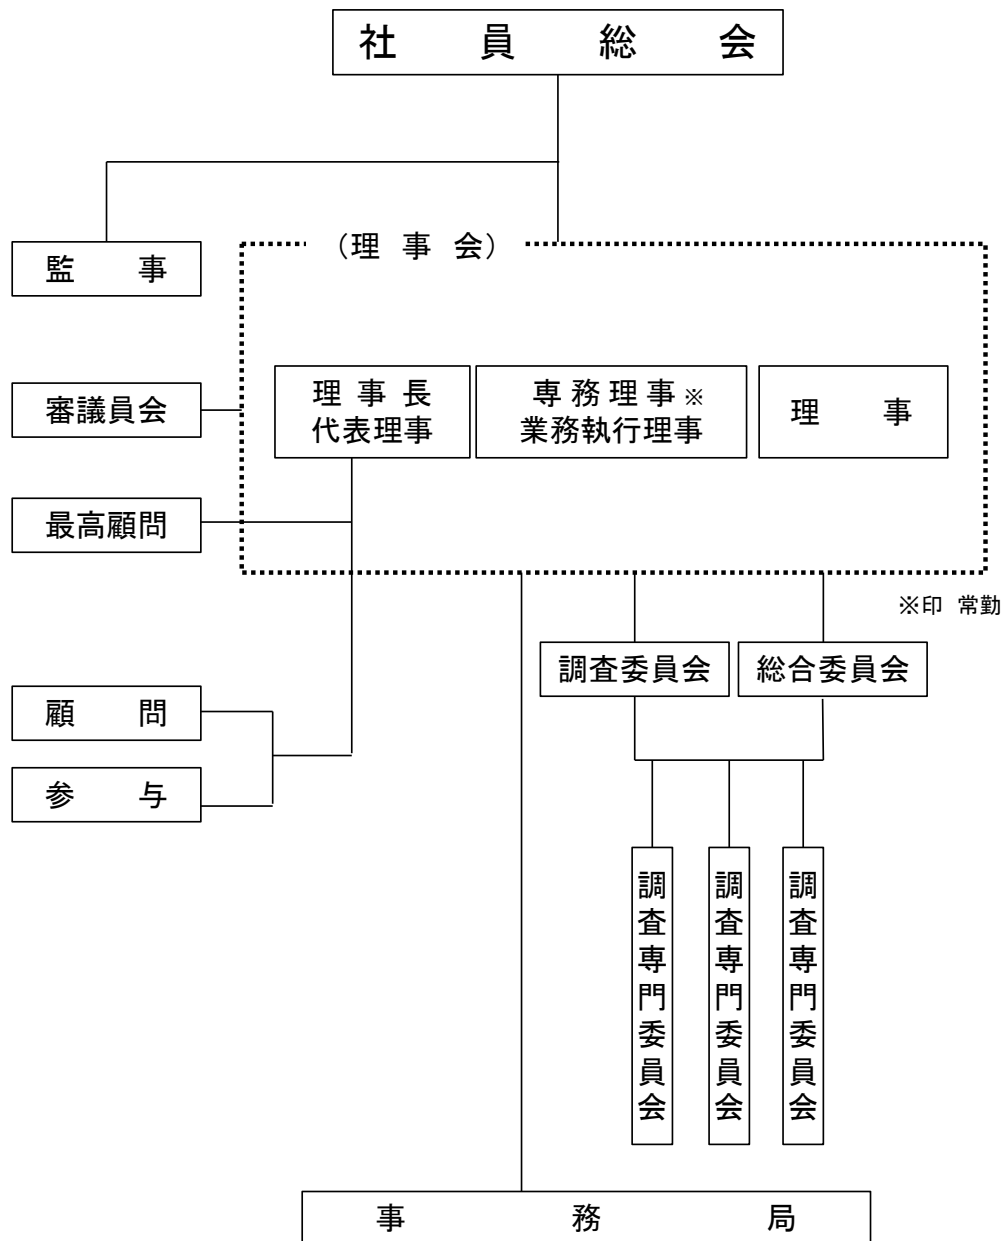 社員総会
監事
（理事会）
審議員会
理事長
代表理事
専務理事※
業務執行理事
理事
最高顧問
※印 常勤
調査委員会
総合委員会
顧問
参与
調査専門委員会
調査専門委員会
調査専門委員会
事務局